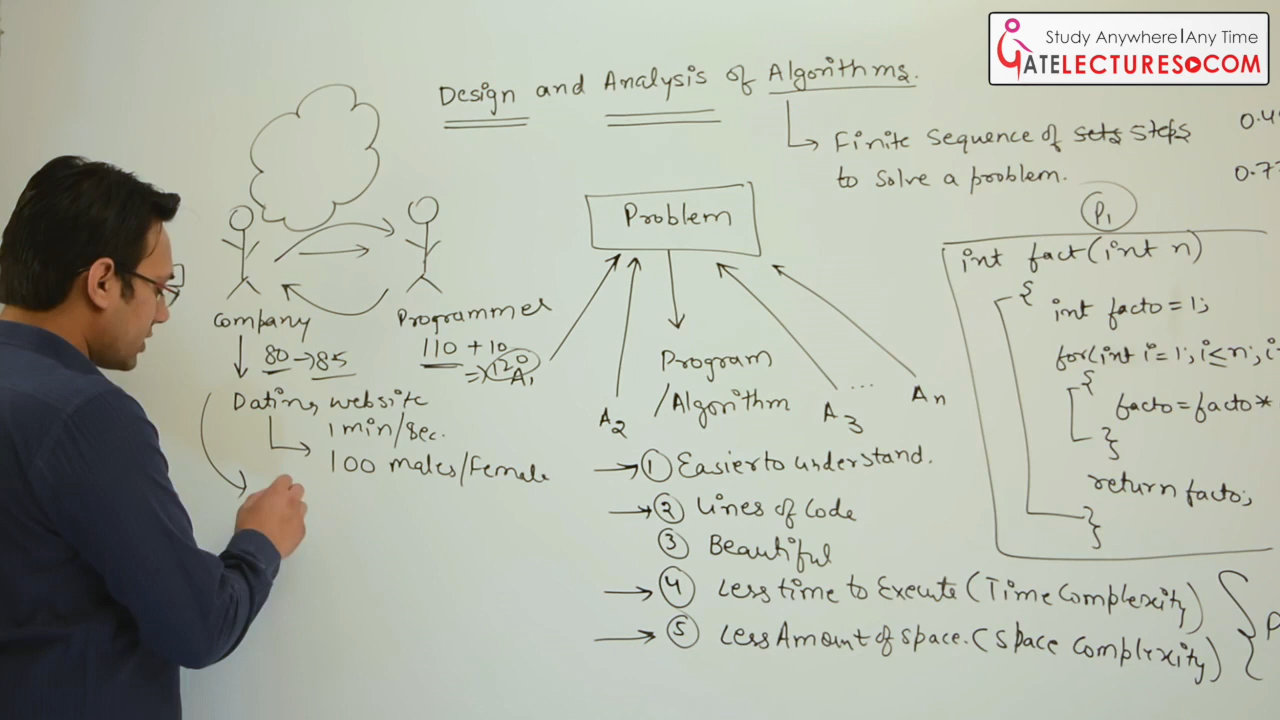 Study Anywhere|Any Time
GATELECTURES.COM
Design and Analysis of Algorithms.
Finite sequence of sets steps
to solve a problem.
0.4
0.7
P1
Problem
int fact(int n)
{
int facto = 1;
for(int i = 1; i ≤ n; i
{
facto = facto *
}
return facto;
}
Company
Programmer
80 → 85
110 + 10
⇒ 120
Dating website
1 min/sec.
100 males/Female
A1
A2
Program
/Algorithm
A3
...
An
→ ① Easier to understand.
→ ② Lines of Code
③ Beautiful
→ ④ Less time to Execute (Time Complexity)
→ ⑤ Less Amount of space. (Space Complexity)